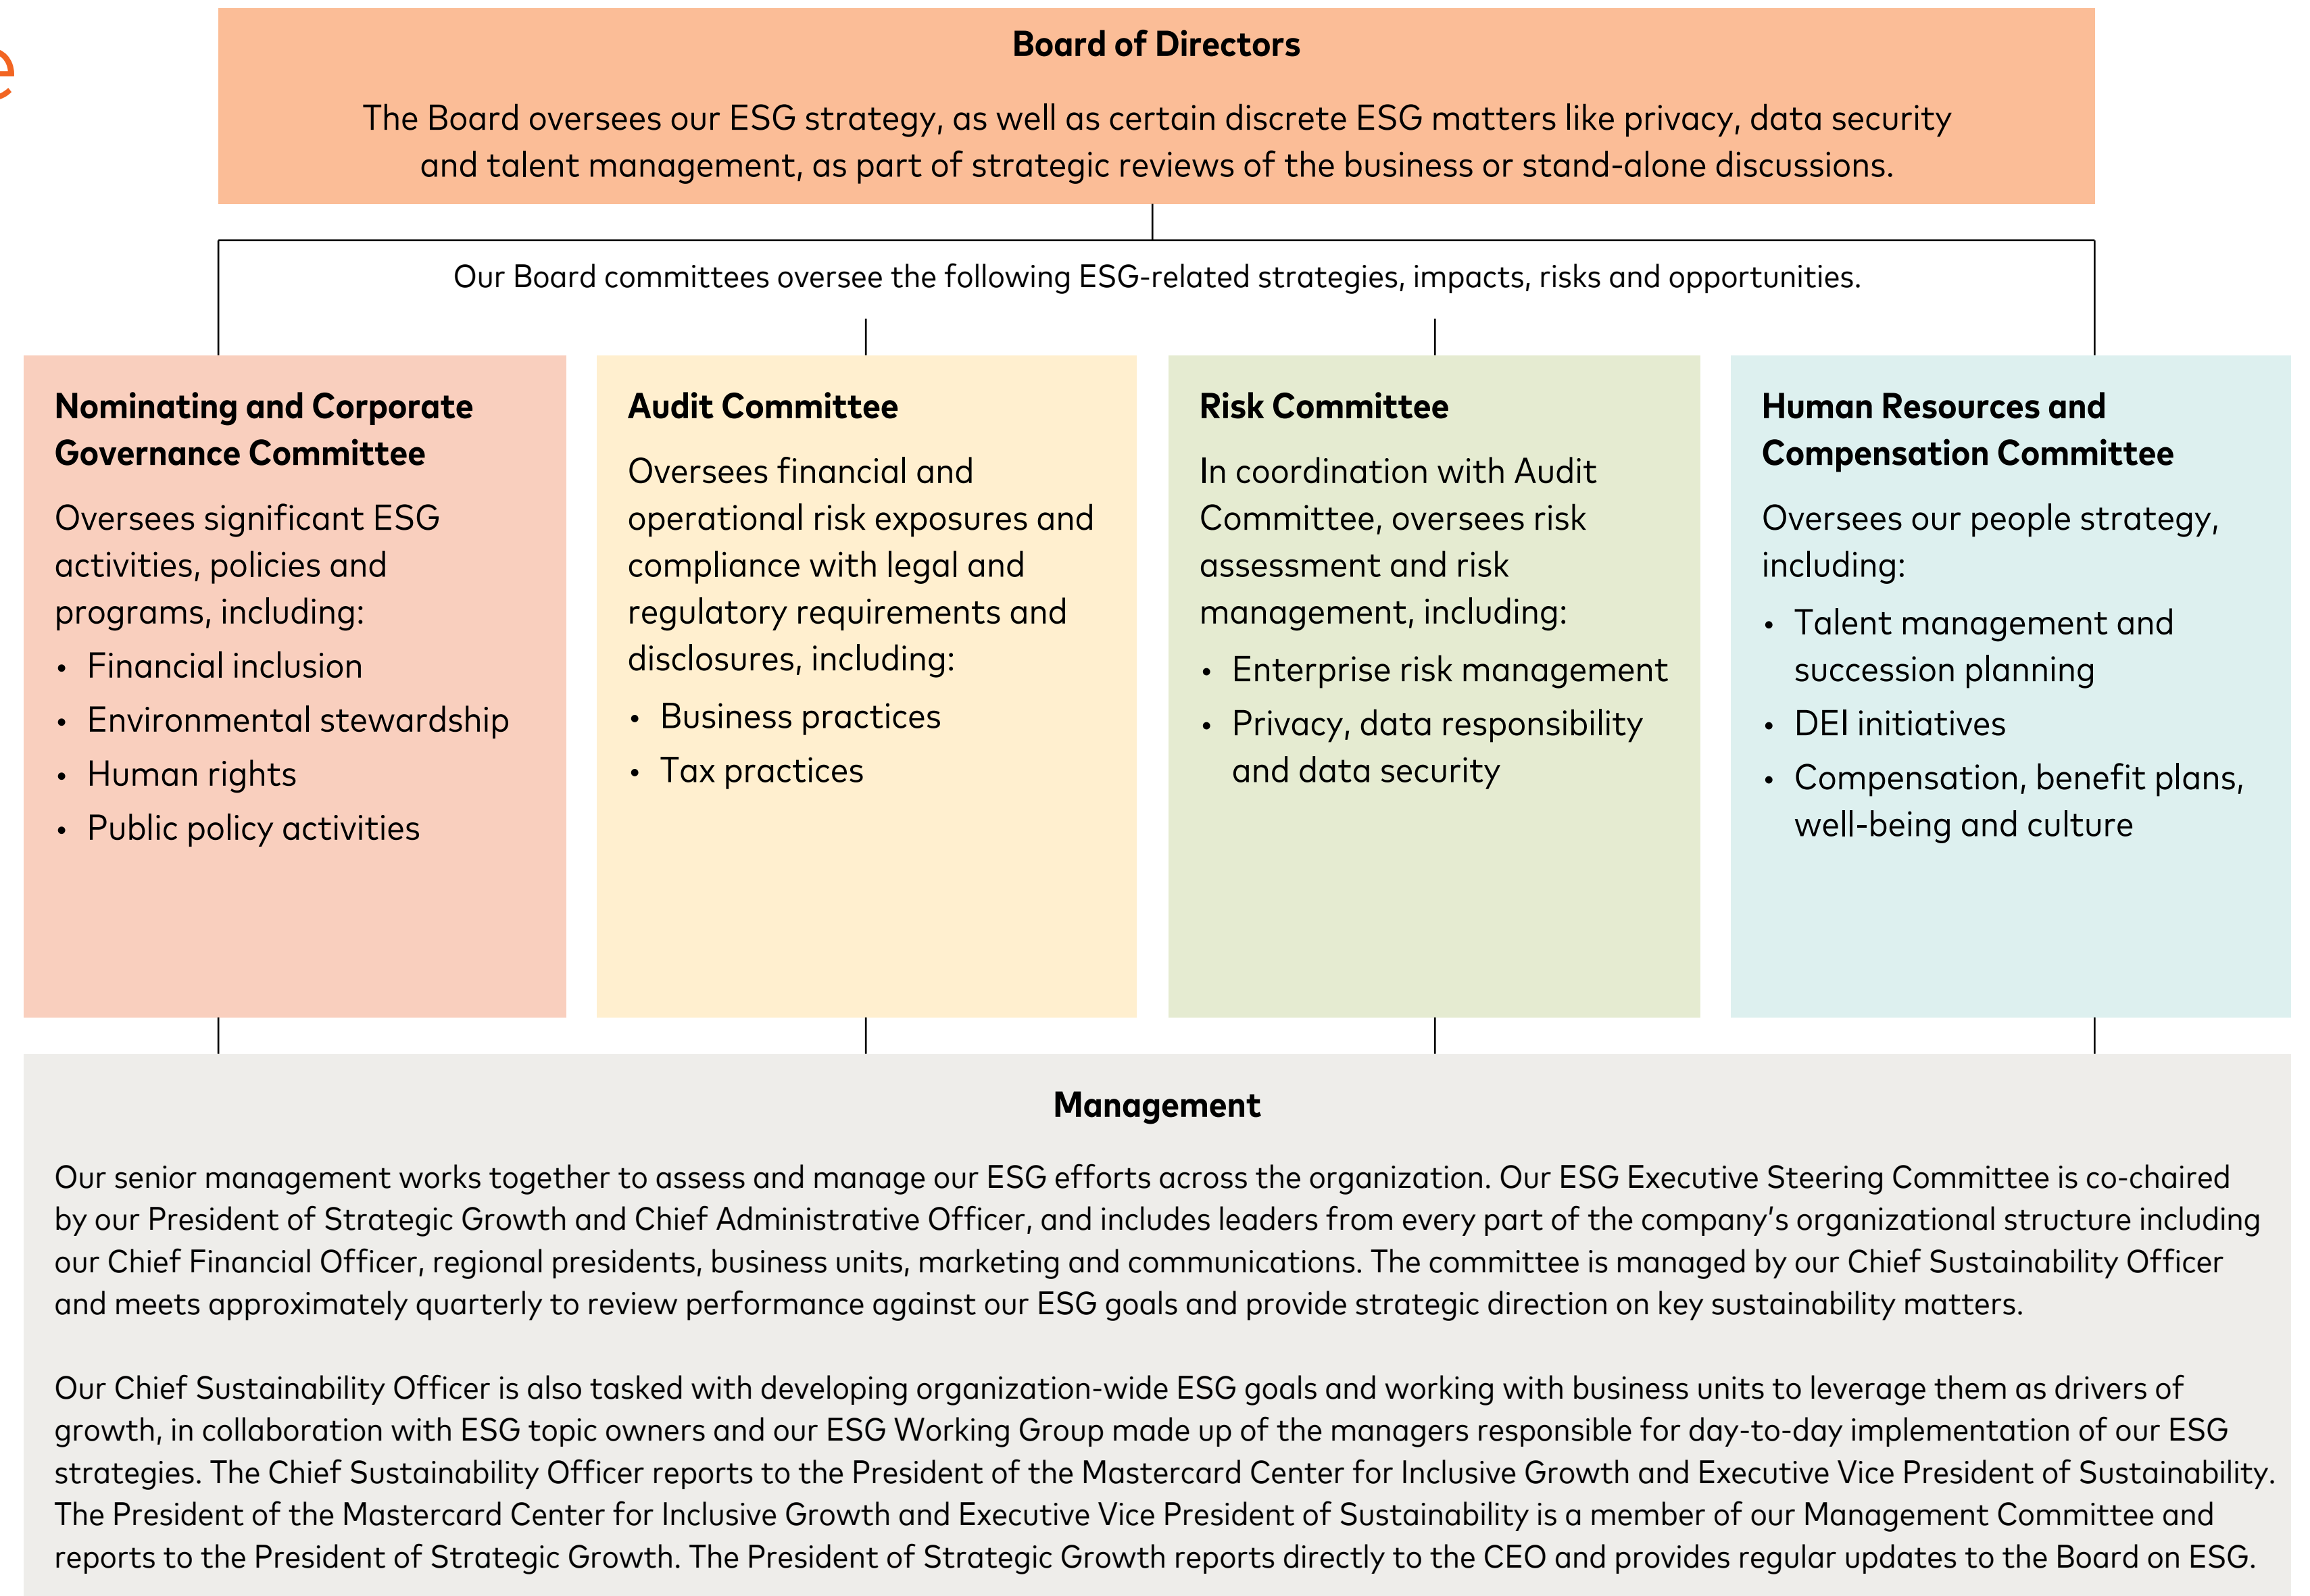 Board of Directors
The Board oversees our ESG strategy, as well as certain discrete ESG matters like privacy, data security
and talent management, as part of strategic reviews of the business or stand-alone discussions.
Our Board committees oversee the following ESG-related strategies, impacts, risks and opportunities.
Nominating and Corporate
Governance Committee
Oversees significant ESG
activities, policies and
programs, including:
• Financial inclusion
• Environmental stewardship
• Human rights
• Public policy activities
Audit Committee
Oversees financial and
operational risk exposures and
compliance with legal and
regulatory requirements and
disclosures, including:
• Business practices
• Tax practices
Risk Committee
In coordination with Audit
Committee, oversees risk
assessment and risk
management, including:
• Enterprise risk management
• Privacy, data responsibility
and data security
Human Resources and
Compensation Committee
Oversees our people strategy,
including:
• Talent management and
succession planning
• DEI initiatives
• Compensation, benefit plans,
well-being and culture
Management
Our senior management works together to assess and manage our ESG efforts across the organization. Our ESG Executive Steering Committee is co-chaired
by our President of Strategic Growth and Chief Administrative Officer, and includes leaders from every part of the company’s organizational structure including
our Chief Financial Officer, regional presidents, business units, marketing and communications. The committee is managed by our Chief Sustainability Officer
and meets approximately quarterly to review performance against our ESG goals and provide strategic direction on key sustainability matters.
Our Chief Sustainability Officer is also tasked with developing organization-wide ESG goals and working with business units to leverage them as drivers of
growth, in collaboration with ESG topic owners and our ESG Working Group made up of the managers responsible for day-to-day implementation of our ESG
strategies. The Chief Sustainability Officer reports to the President of the Mastercard Center for Inclusive Growth and Executive Vice President of Sustainability.
The President of the Mastercard Center for Inclusive Growth and Executive Vice President of Sustainability is a member of our Management Committee and
reports to the President of Strategic Growth. The President of Strategic Growth reports directly to the CEO and provides regular updates to the Board on ESG.